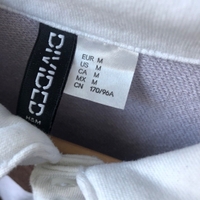 DIVIDED
H&M
EUR M
US M
CA M
MX M
CN 170/96A